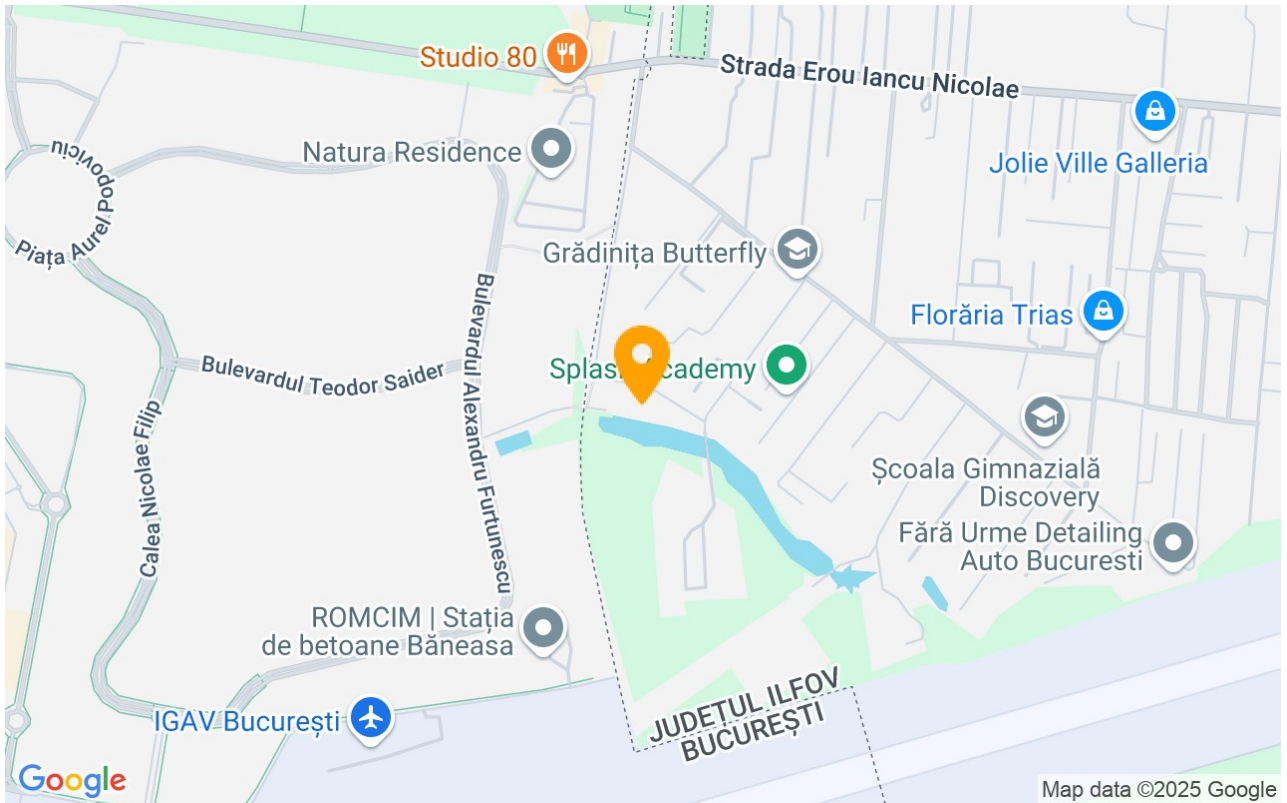 Studio 80
Strada Erou Iancu Nicolae
Natura Residence
Jolie Ville Galleria
Piața Aurel Popoviciu
Grădinița Butterfly
Florăria Trias
Bulevardul Teodor Saider
Bulevardul Alexandru Furtunescu
Calea Nicolae Filip
Academy
Școala Gimnazială
Discovery
Fără Urme Detailing
Auto Bucuresti
ROMCIM | Stația
de betoane Băneasa
IGAV București
JUDEȚUL ILFOV
BUCUREȘTI
Google
Map data ©2025 Google